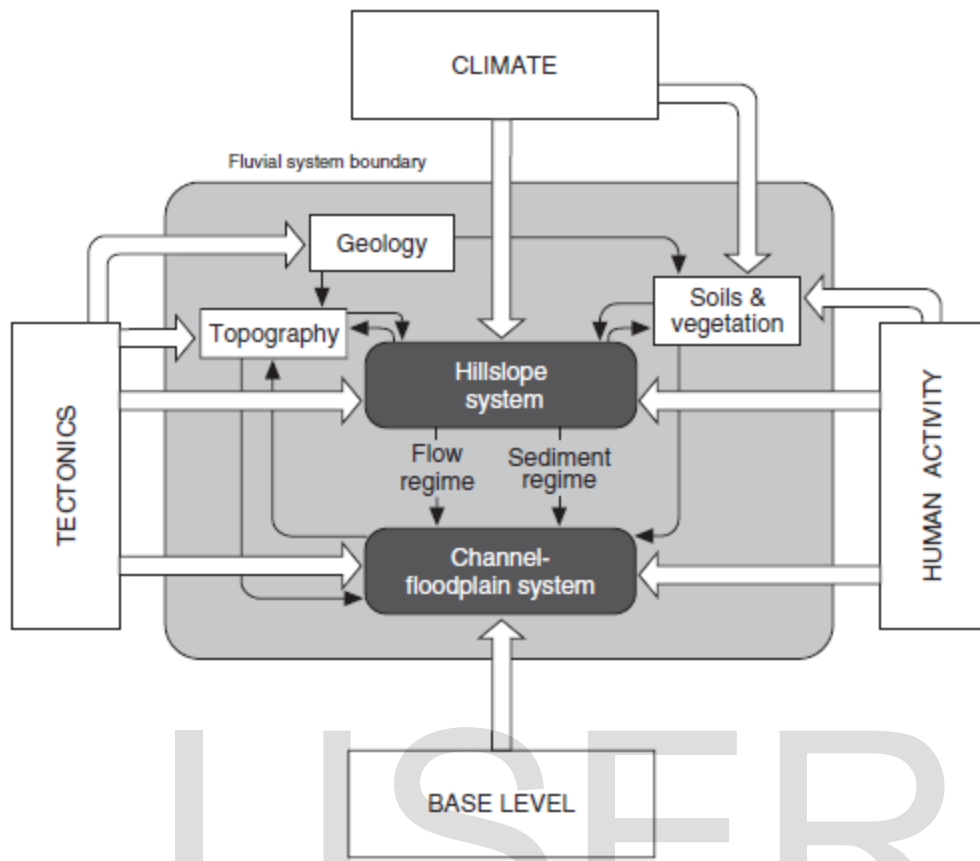 CLIMATE
Fluvial system boundary
Geology
Soils &
vegetation
Topography
Hillslope
system
TECTONICS
HUMAN ACTIVITY
Flow
regime
Sediment
regime
Channel-
floodplain system
BASE LEVEL